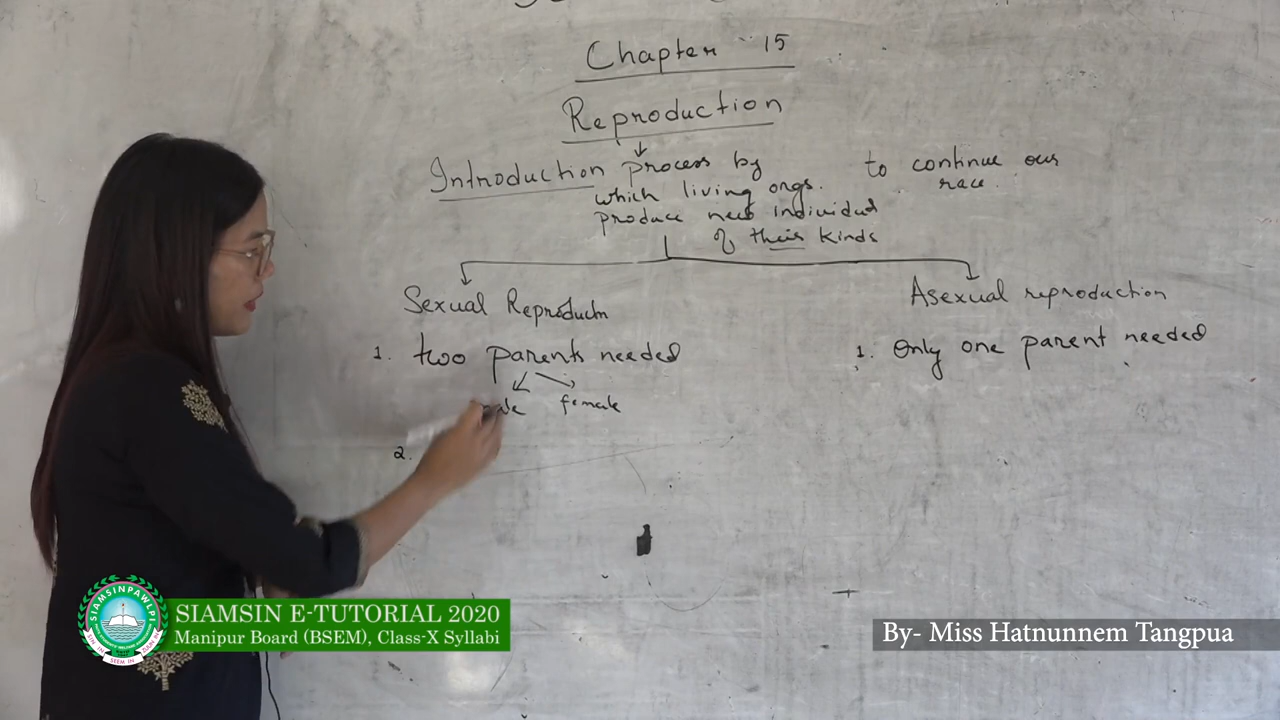 Chapter 15
Reproduction
Introduction process by
which living orgs.
produce new individual
of their kinds
to continue our
race.
Sexual Reproductn
1. two parents needed
female
2.
Asexual reproduction
1. Only one parent needed
SIAMSINPAWLPI
SIAMSIN E-TUTORIAL 2020
Manipur Board (BSEM), Class-X Syllabi
By- Miss Hatnunnem Tangpua